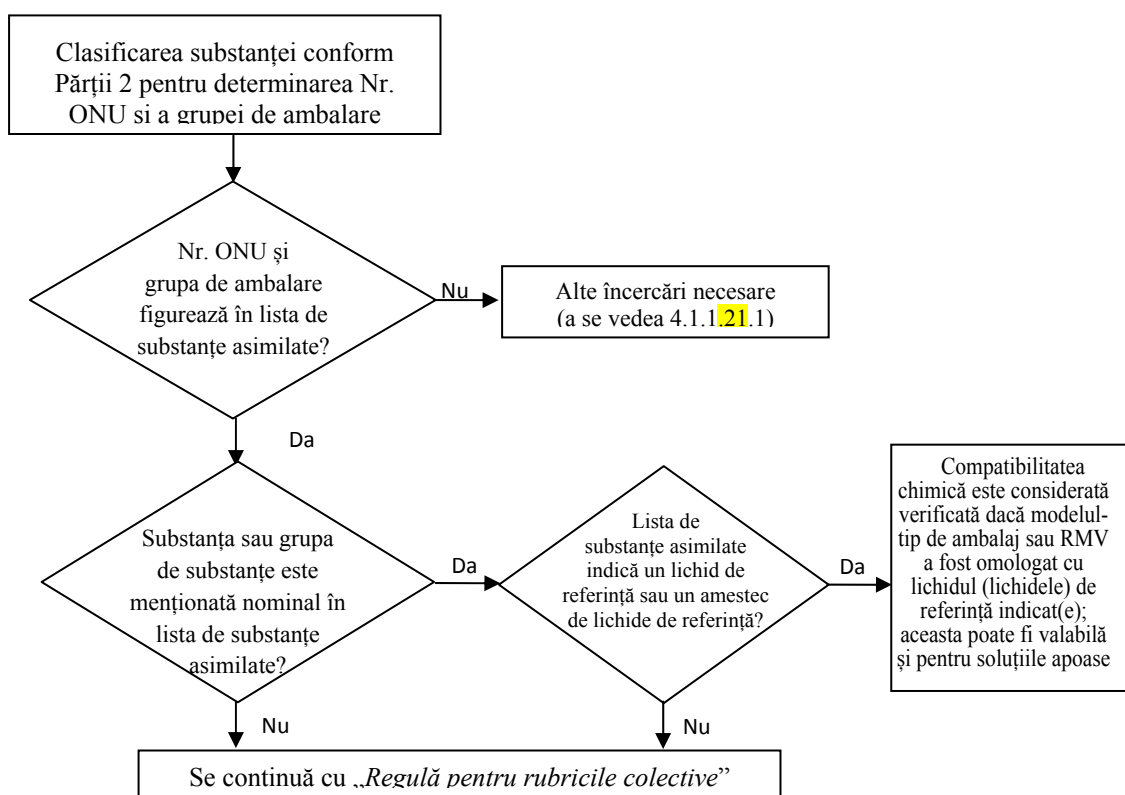 Clasificarea substanței conform
Părții 2 pentru determinarea Nr.
ONU si a grupei de ambalare
Nr. ONU și
grupa de ambalare
figurează în lista de
substanțe asimilate?
Nu
Alte încercări necesare
(a se vedea 4.1.1.21.1)
Da
Substanța sau grupa
de substanțe este
menționată nominal în
lista de substanțe
asimilate?
Da
Lista de
substanțe asimilate
indică un lichid de
referință sau un amestec
de lichide de referință?
Da
Compatibilitatea
chimică este considerată
verificată dacă modelul-
tip de ambalaj sau RMV
a fost omologat cu
lichidul (lichidele) de
referință indicat(e);
aceasta poate fi valabilă
și pentru soluțiile apoase
Nu
Nu
Se continuă cu „Regulă pentru rubricile colective”